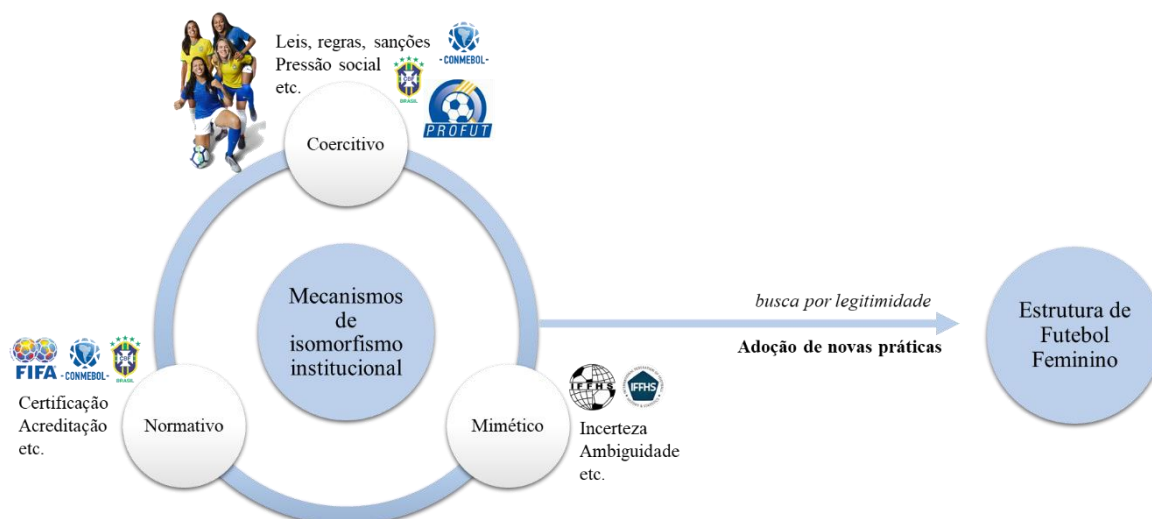 Leis, regras, sanções
Pressão social
etc.
- CONMEBOL -
CBF
BRASIL
PROFUT
Coercitivo
Mecanismos
de
isomorfismo
institucional
busca por legitimidade
Adoção de novas práticas
Estrutura de
Futebol
Feminino
FIFA
- CONMEBOL -
CBF
BRASIL
Certificação
Acreditação
etc.
Normativo
Mimético
IFFHS
IFFHS
Incerteza
Ambiguidade
etc.